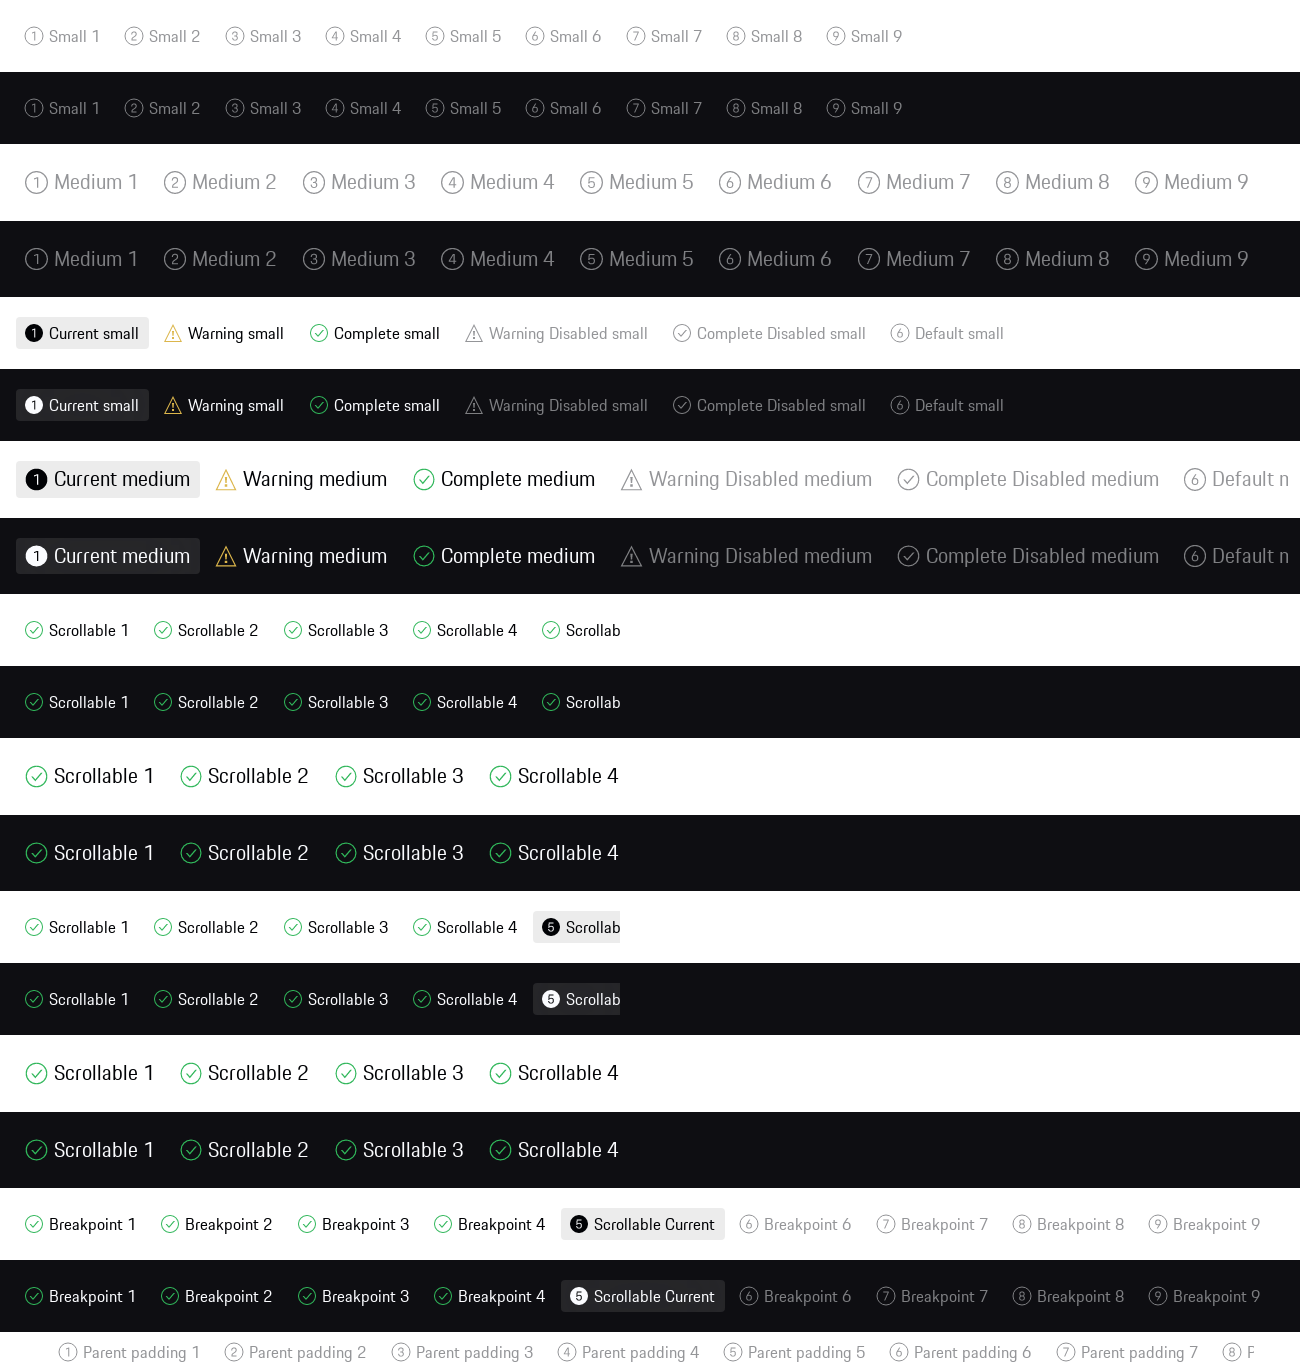 1 Small 1 2 Small 2 3 Small 3 4 Small 4 5 Small 5 6 Small 6 7 Small 7 8 Small 8 9 Small 9
1 Small 1 2 Small 2 3 Small 3 4 Small 4 5 Small 5 6 Small 6 7 Small 7 8 Small 8 9 Small 9
1 Medium 1 2 Medium 2 3 Medium 3 4 Medium 4 5 Medium 5 6 Medium 6 7 Medium 7 8 Medium 8 9 Medium 9
1 Medium 1 2 Medium 2 3 Medium 3 4 Medium 4 5 Medium 5 6 Medium 6 7 Medium 7 8 Medium 8 9 Medium 9
1 Current small Warning small Complete small Warning Disabled small Complete Disabled small 6 Default small
1 Current small Warning small Complete small Warning Disabled small Complete Disabled small 6 Default small
1 Current medium Warning medium Complete medium Warning Disabled medium Complete Disabled medium 6 Default
1 Current medium Warning medium Complete medium Warning Disabled medium Complete Disabled medium 6 Default
Scrollable 1 Scrollable 2 Scrollable 3 Scrollable 4 Scrollab
Scrollable 1 Scrollable 2 Scrollable 3 Scrollable 4 Scrollab
Scrollable 1 Scrollable 2 Scrollable 3 Scrollable 4
Scrollable 1 Scrollable 2 Scrollable 3 Scrollable 4
Scrollable 1 Scrollable 2 Scrollable 3 Scrollable 4 5 Scrollab
Scrollable 1 Scrollable 2 Scrollable 3 Scrollable 4 5 Scrollab
Scrollable 1 Scrollable 2 Scrollable 3 Scrollable 4
Scrollable 1 Scrollable 2 Scrollable 3 Scrollable 4
Breakpoint 1 Breakpoint 2 Breakpoint 3 Breakpoint 4 5 Scrollable Current 6 Breakpoint 6 7 Breakpoint 7 8 Breakpoint 8 9 Breakpoint 9
Breakpoint 1 Breakpoint 2 Breakpoint 3 Breakpoint 4 5 Scrollable Current 6 Breakpoint 6 7 Breakpoint 7 8 Breakpoint 8 9 Breakpoint 9
1 Parent padding 1 2 Parent padding 2 3 Parent padding 3 4 Parent padding 4 5 Parent padding 5 6 Parent padding 6 7 Parent padding 7 8